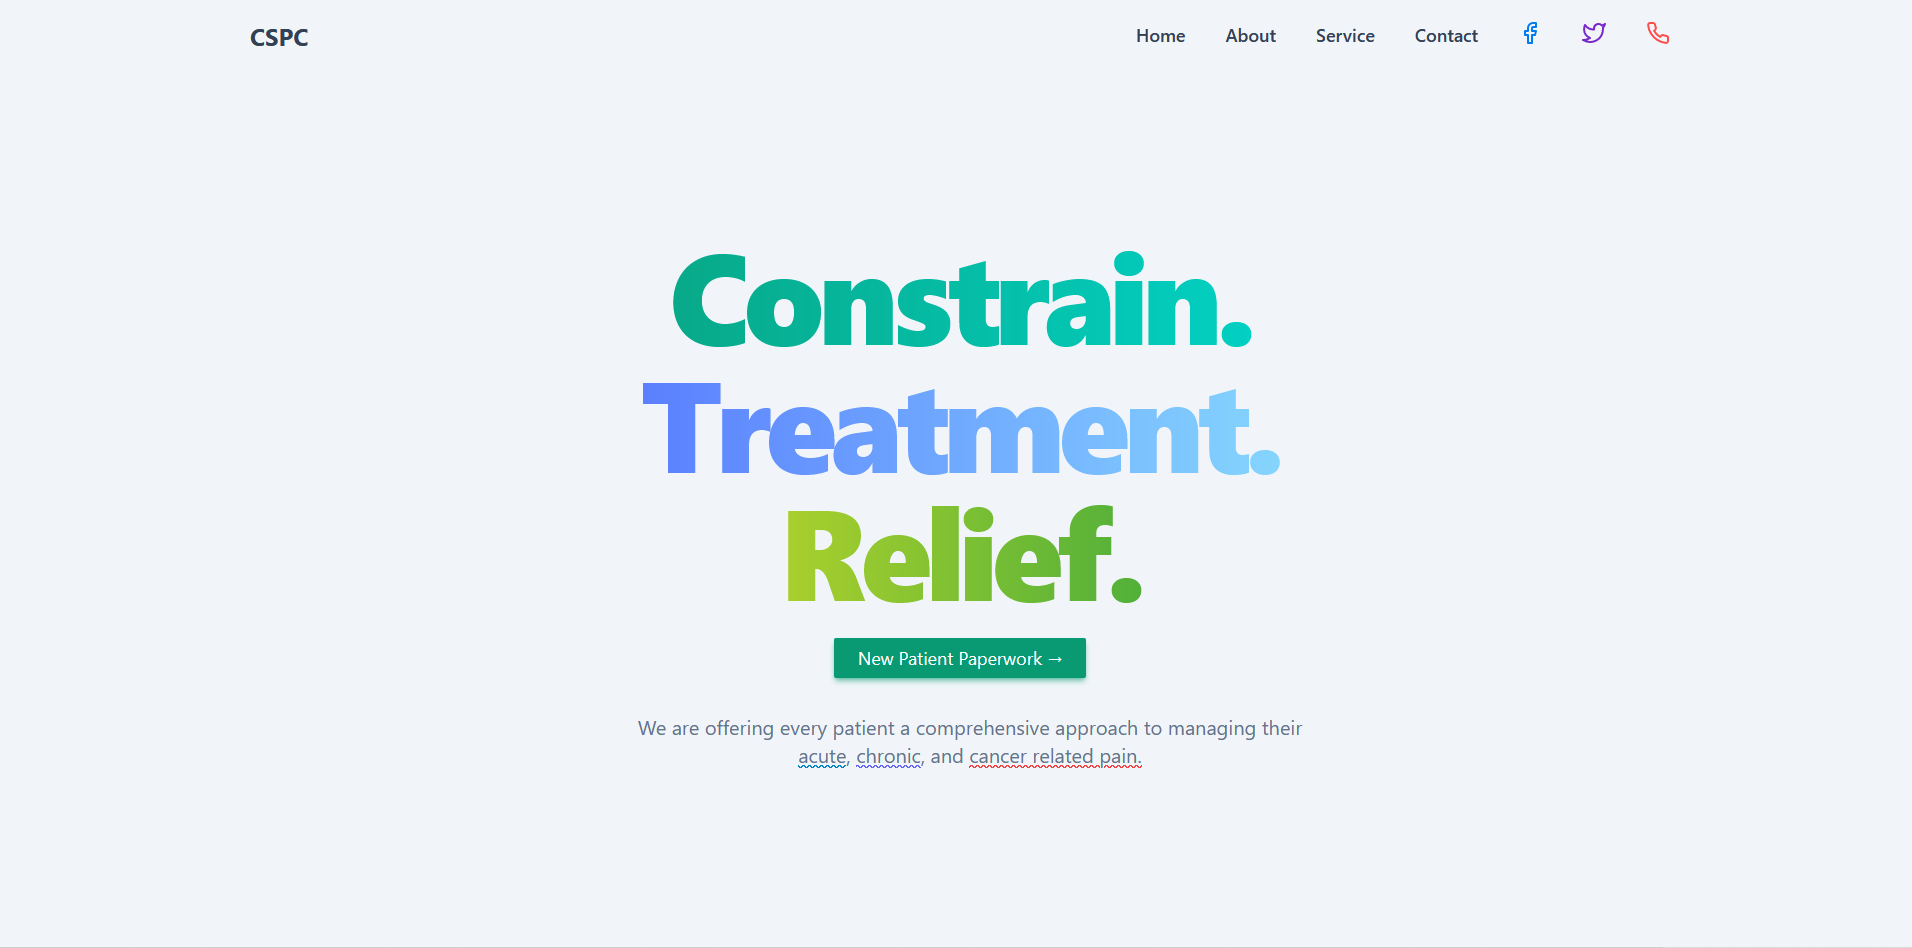 CSPC
Home About Service Contact
Constrain.
Treatment.
Relief.
New Patient Paperwork →
We are offering every patient a comprehensive approach to managing their
acute, chronic, and cancer related pain.